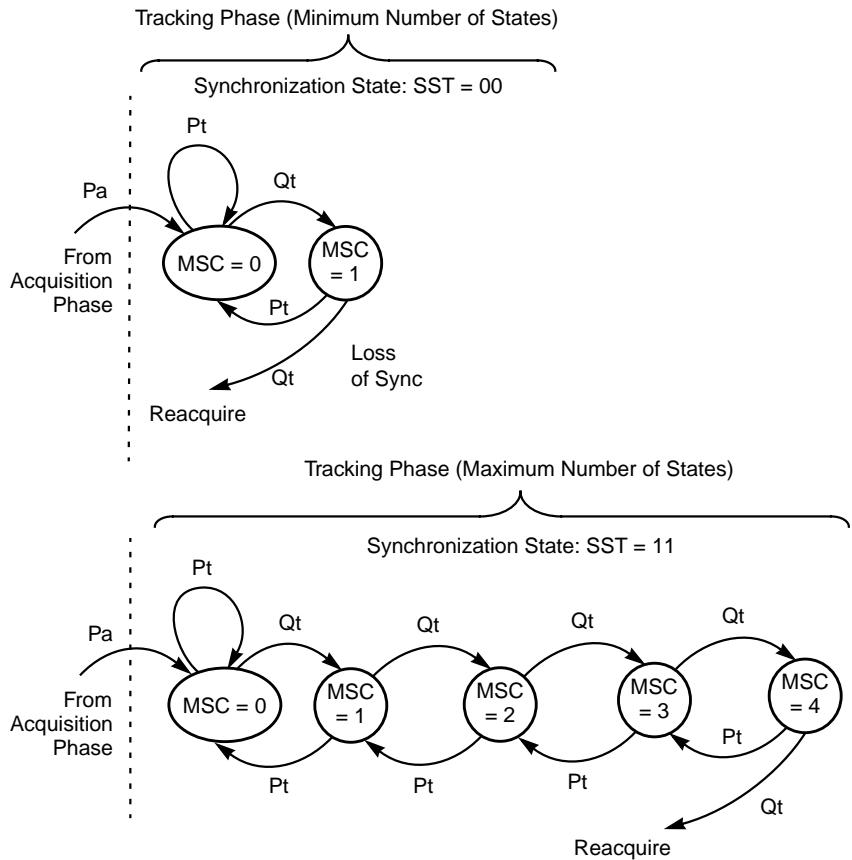 Tracking Phase (Minimum Number of States)
Synchronization State: SST = 00
Pt
Qt
Pa
From
Acquisition
Phase
MSC = 0
MSC
= 1
Pt
Loss
of Sync
Qt
Reacquire
Tracking Phase (Maximum Number of States)
Synchronization State: SST = 11
Pt
Qt
Qt
Qt
Qt
Pa
From
Acquisition
Phase
MSC = 0
MSC
= 1
MSC
= 2
MSC
= 3
MSC
= 4
Pt
Pt
Pt
Pt
Qt
Reacquire